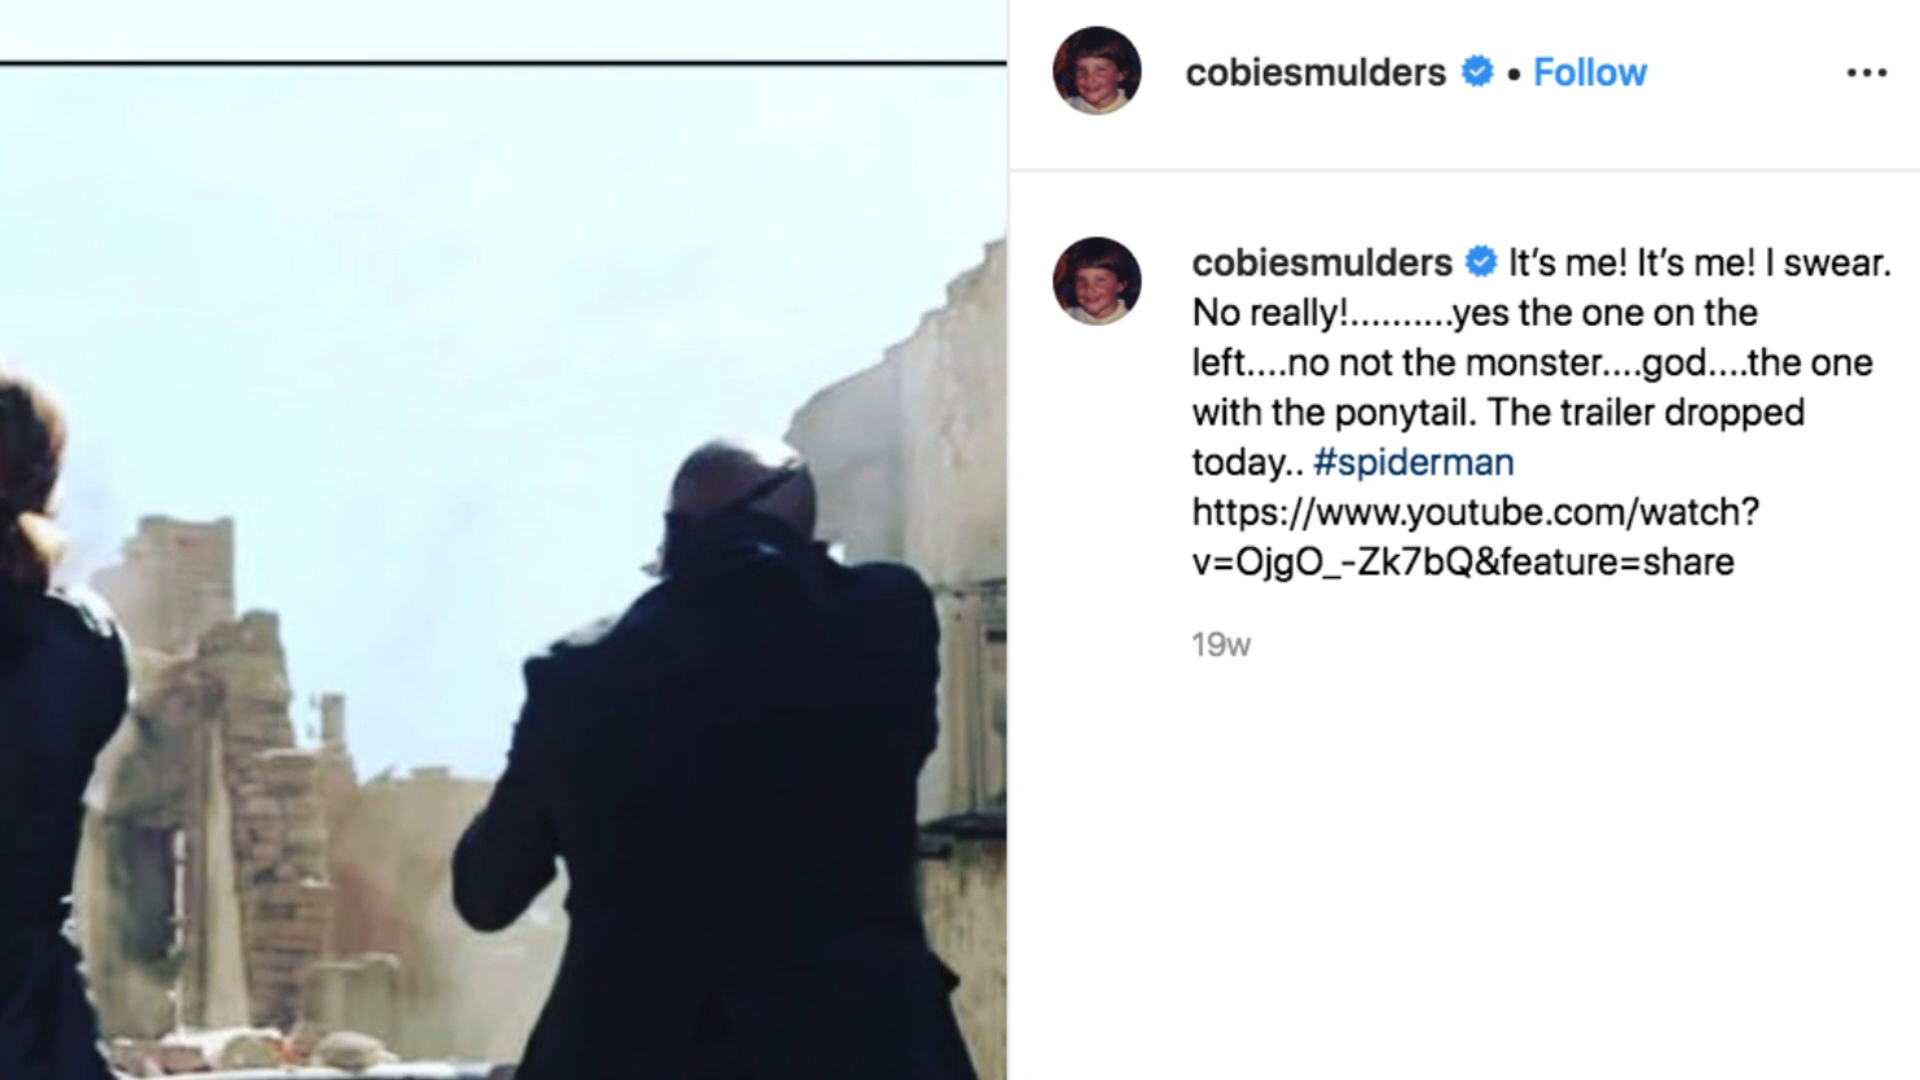 cobiesmulders • Follow
cobiesmulders It’s me! It’s me! I swear.
No really!..........yes the one on the
left....no not the monster....god....the one
with the ponytail. The trailer dropped
today.. #spiderman
https://www.youtube.com/watch?
v=OjgO_-Zk7bQ&feature=share
19w